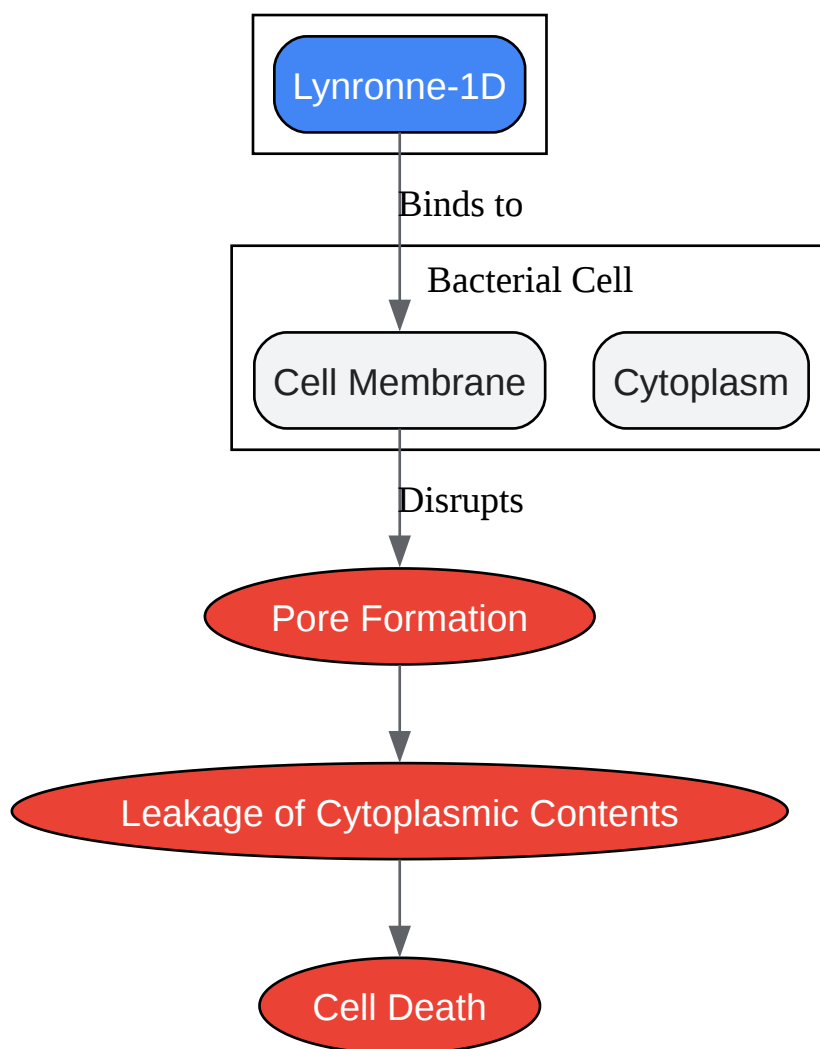 Lynronne-1D
Binds to
Bacterial Cell
Cell Membrane
Cytoplasm
Disrupts
Pore Formation
Leakage of Cytoplasmic Contents
Cell Death